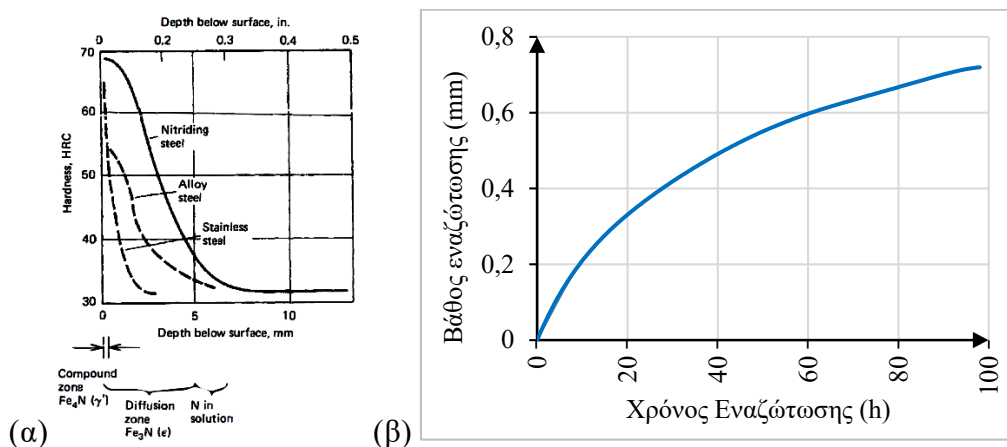 Depth below surface, in.
0 0.1 0.2 0.3 0.4 0.5
70
60
50
40
30
Hardness, HRC
Nitriding
steel
Alloy
steel
Stainless
steel
0 2 5 10
Depth below surface, mm
Compound
zone
Fe₄N (γ')
Diffusion
zone
Fe₃N (ε)
N in
solution
(α)
(β)
0,8
0,6
0,4
0,2
0
Βάθος εναζώτωσης (mm)
0 20 40 60 80 100
Χρόνος Εναζώτωσης (h)